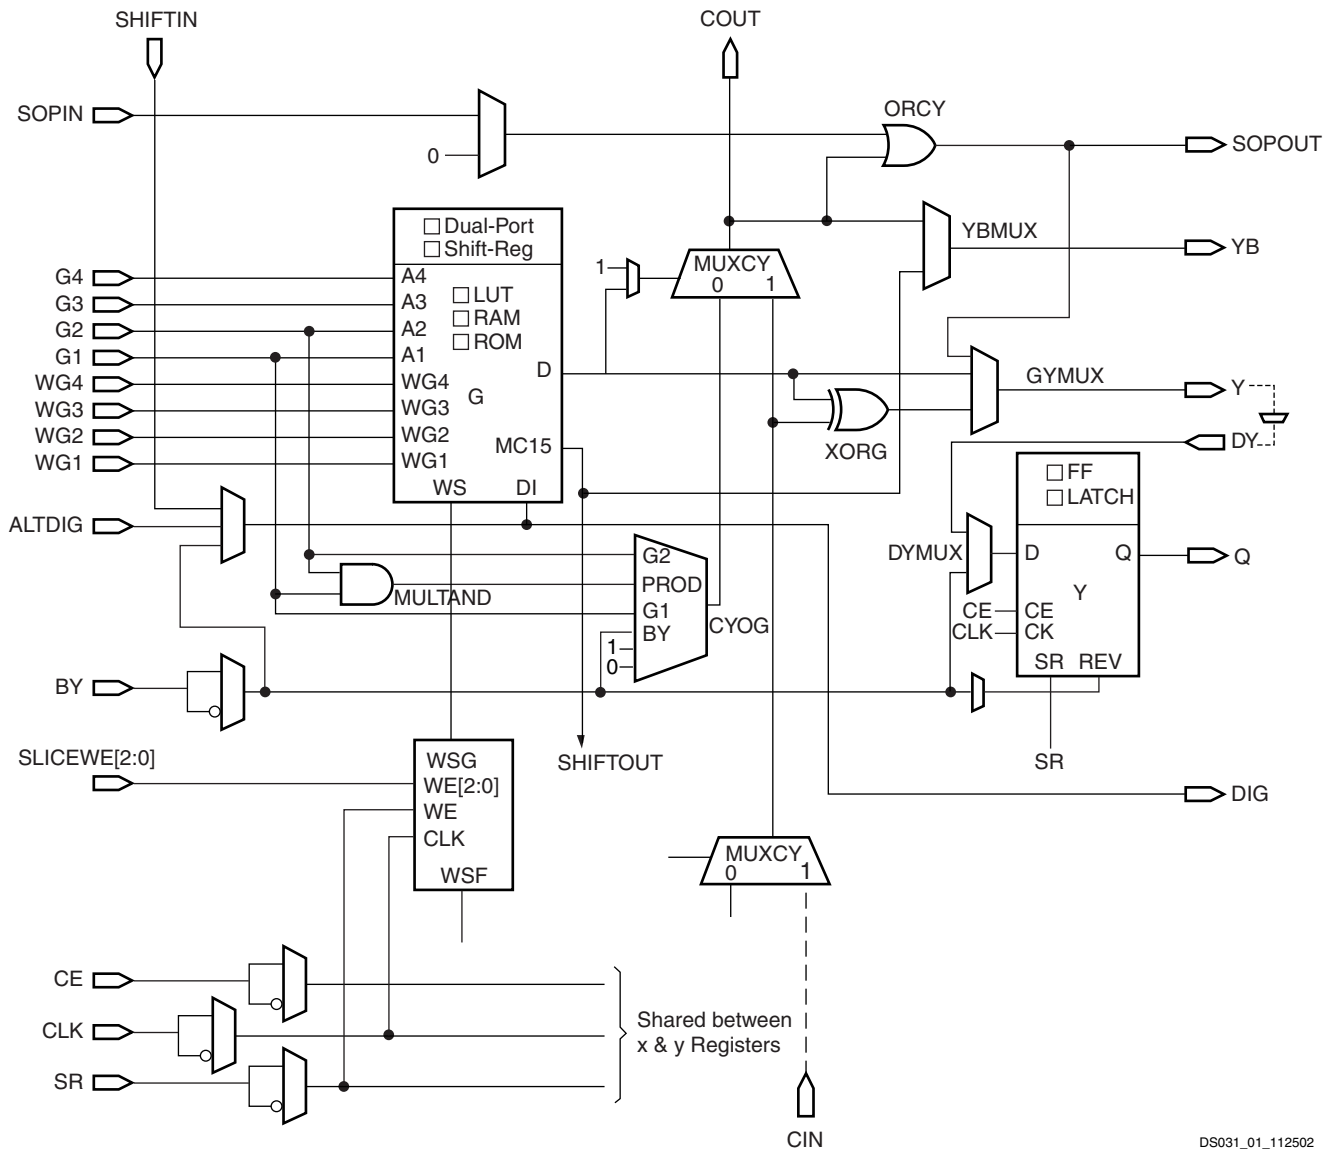 SHIFTIN
COUT
SOPIN
ORCY
0
SOPOUT
Dual-Port
Shift-Reg
YBMUX
YB
G4
A4
1
MUXCY
0 1
G3
A3
LUT
G2
A2
RAM
G1
A1
ROM
D
WG4
WG4
G
GYMUX
Y
WG3
WG3
WG2
WG2
MC15
XORG
DY
WG1
WG1
WS
DI
FF
LATCH
ALTDIG
DYMUX
D
Q
Q
G2
PROD
MULTAND
G1
CYOG
BY
1
0
Y
CE
CE
CLK
CK
SR REV
BY
SLICEWE[2:0]
WSG
WE[2:0]
WE
CLK
WSF
SHIFTOUT
SR
DIG
MUXCY
0 1
CE
CLK
SR
Shared between
x & y Registers
CIN
DS031_01_112502